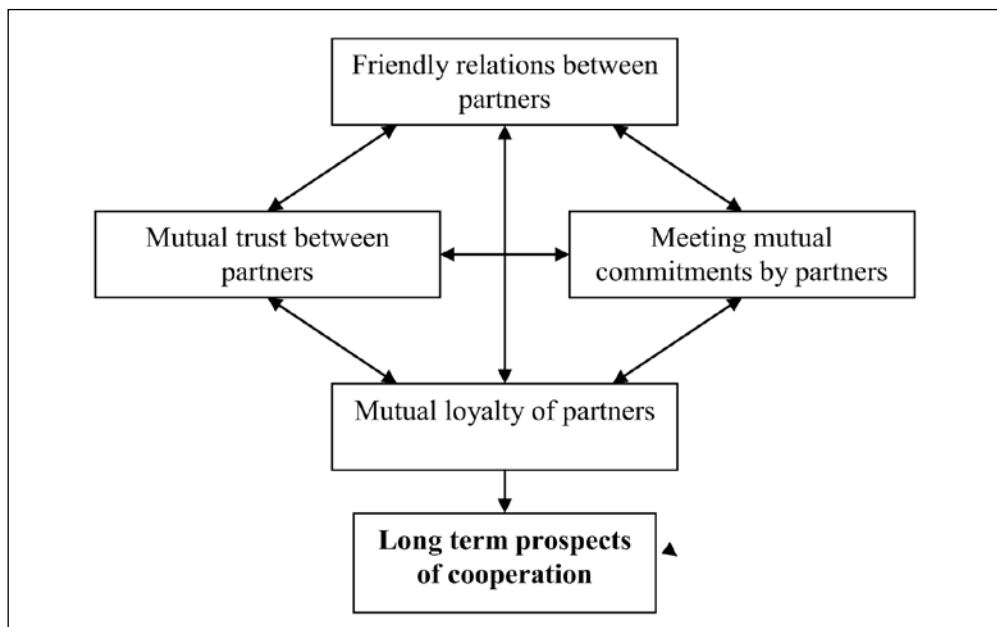 Friendly relations between
partners
Mutual trust between
partners
Meeting mutual
commitments by partners
Mutual loyalty of partners
Long term prospects
of cooperation